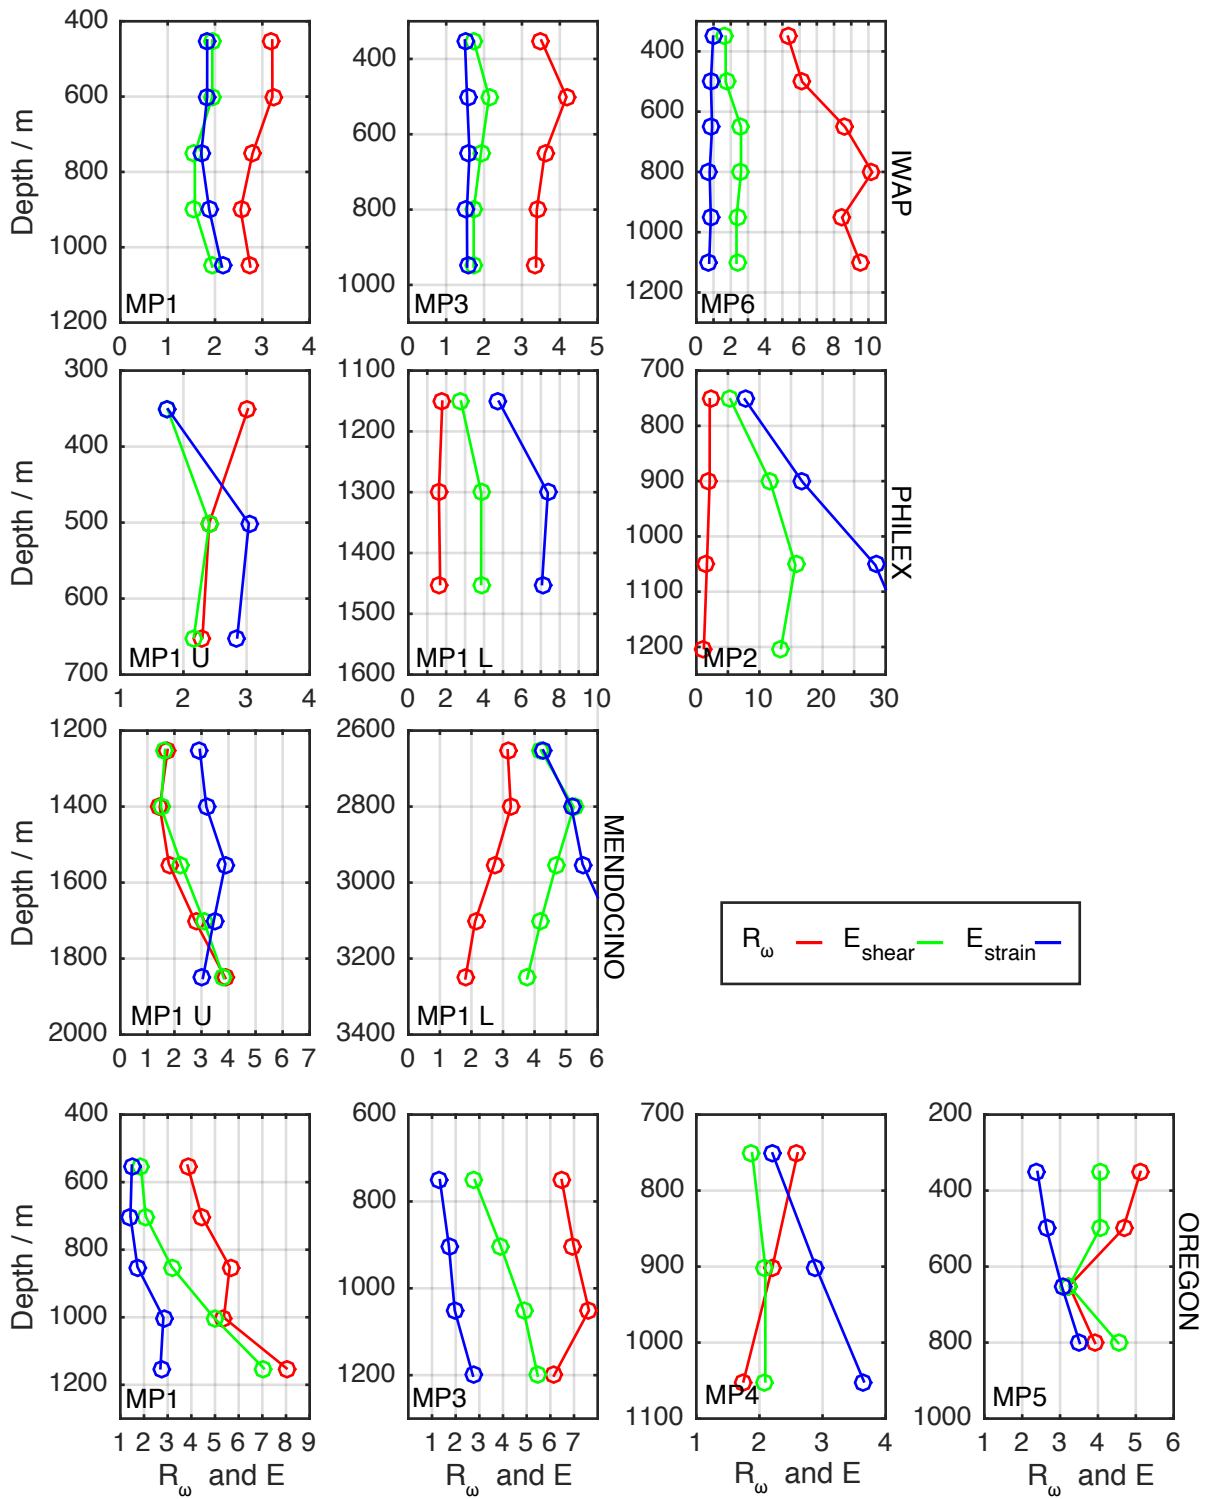 400
600
800
1000
1200
Depth / m
MP1
0 1 2 3 4
400
600
800
1000
MP3
0 1 2 3 4 5
400
600
800
1000
1200
MP6
0 2 4 6 8 10
IWAP
300
400
500
600
700
Depth / m
MP1 U
1 2 3 4
1100
1200
1300
1400
1500
1600
MP1 L
0 2 4 6 8 10
700
800
900
1000
1100
1200
MP2
0 10 20 30
PHILEX
1200
1400
1600
1800
2000
Depth / m
MP1 U
0 1 2 3 4 5 6 7
2600
2800
3000
3200
3400
MP1 L
0 1 2 3 4 5 6
MENDOCINO
Rω Eshear Estrain
400
600
800
1000
1200
Depth / m
MP1
1 2 3 4 5 6 7 8 9
Rω and E
600
800
1000
1200
MP3
1 2 3 4 5 6 7
Rω and E
700
800
900
1000
1100
MP4
1 2 3 4
Rω and E
200
400
600
800
1000
MP5
1 2 3 4 5 6
Rω and E
OREGON